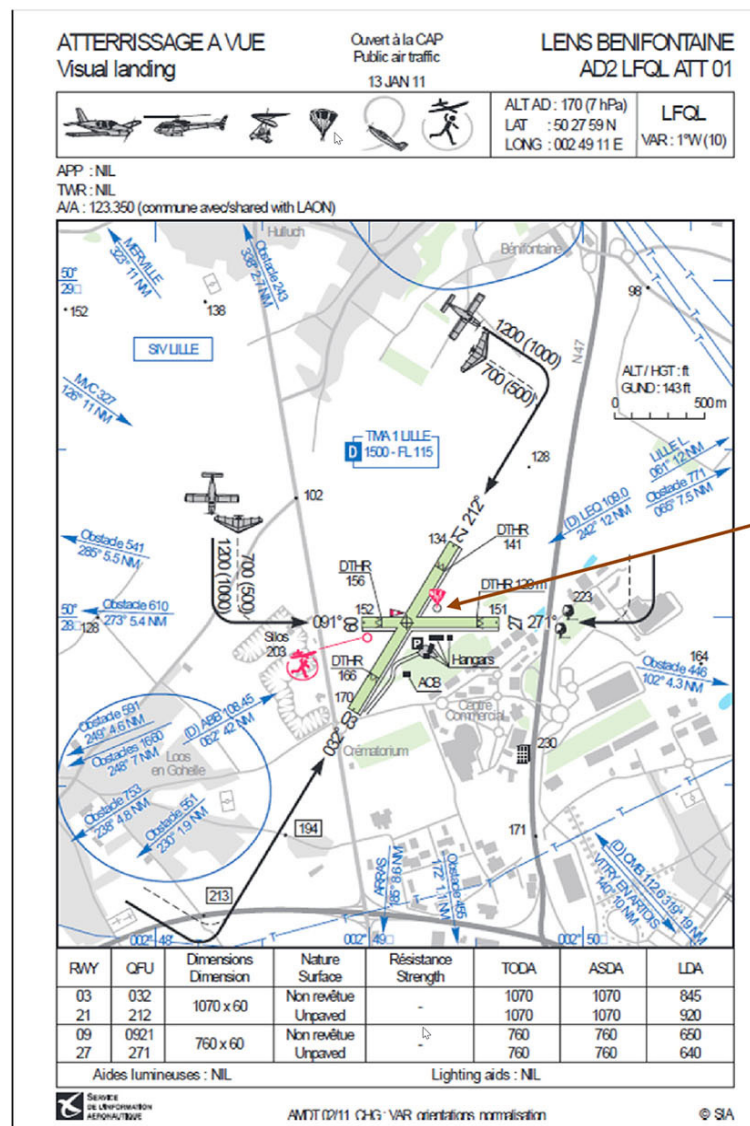 ATTERRISSAGE A VUE
Visual landing
Ouvert à la CAP
Public air traffic
13 JAN 11
LENS BENIFONTAINE
AD2 LFQL ATT 01
ALT AD : 170 (7 hPa)
LAT : 50 27 59 N
LONG : 002 49 11 E
LFQL
VAR : 1°W (10)
APP : NIL
TWR : NIL
A/A : 123.350 (commune avec/shared with LAON)
Hulluch
Bénifontaine
MERVILLE
323° 11 NM
Obstacle 243
338° 2.7 NM
50°
29
152
138
98
1200 (1000)
700 (500)
N47
SIV LILLE
ALT / HGT : ft
GUND : 143 ft
0 500 m
MVC 327
126° 11 NM
TMA 1 LILLE
D 1500 - FL 115
LILLE L
061° 12 NM
Obstacle 771
065° 7.5 NM
128
102
(D) LEQ 109.0
242° 12 NM
212°
21
Obstacle 541
285° 5.5 NM
700 (500)
1200 (1000)
134
DTHR
141
DTHR
156
DTHR 129 m
50°
28
128
Obstacle 610
273° 5.4 NM
091°
09
152
151
27
271°
223
Silos
203
P
Hangars
164
Obstacle 446
102° 4.3 NM
DTHR
166
ACB
170
03
032°
Centre
Commercial
Obstacle 591
249° 4.6 NM
Obstacles 1660
248° 7 NM
(D) ABB 108.45
062° 42 NM
Crématorium
230
Loos
en Gohelle
Obstacle 753
238° 4.8 NM
Obstacle 561
230° 1.9 NM
194
171
213
ARRAS
185° 8.6 NM
Obstacle 455
172° 1.1 NM
(D) CMB 112.6 319° 19 NM
VITRY EN ARTOIS
140° 10 NM
002° 48'
002° 49
002° 50
RWY QFU Dimensions Nature Résistance TODA ASDA LDA
Dimension Surface Strength
03 032 1070 x 60 Non revêtue - 1070 1070 845
21 212 Unpaved 1070 1070 920
09 0921 760 x 60 Non revêtue - 760 760 650
27 271 Unpaved 760 760 640
Aides lumineuses : NIL Lighting aids : NIL
SERVICE
DE L'INFORMATION
AERONAUTIQUE
AMDT 02/11 CHG : VAR, orientations, normalisation
© SIA